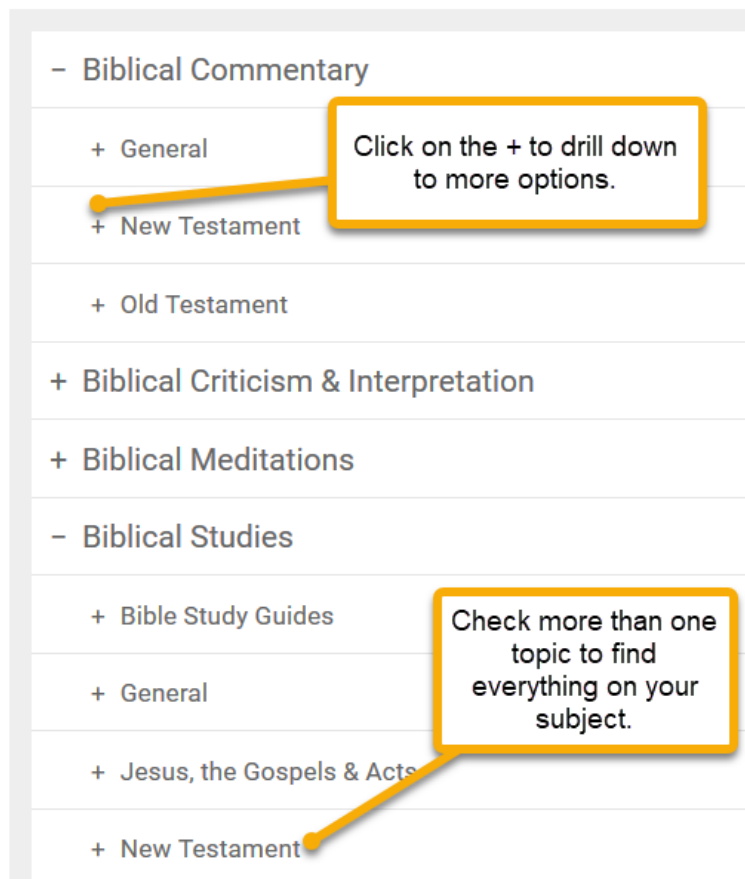 − Biblical Commentary
+ General
Click on the + to drill down
to more options.
+ New Testament
+ Old Testament
+ Biblical Criticism & Interpretation
+ Biblical Meditations
− Biblical Studies
+ Bible Study Guides
Check more than one
topic to find
everything on your
subject.
+ General
+ Jesus, the Gospels & Acts
+ New Testament